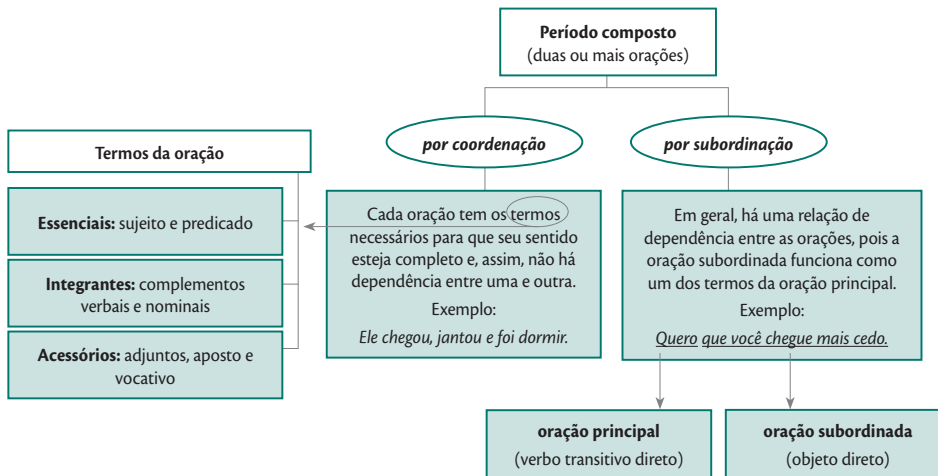 Período composto
(duas ou mais orações)
por coordenação
por subordinação
Termos da oração
Essenciais: sujeito e predicado
Integrantes: complementos
verbais e nominais
Acessórios: adjuntos, aposto e
vocativo
Cada oração tem os termos
necessários para que seu sentido
esteja completo e, assim, não há
dependência entre uma e outra.
Exemplo:
Ele chegou, jantou e foi dormir.
Em geral, há uma relação de
dependência entre as orações, pois a
oração subordinada funciona como
um dos termos da oração principal.
Exemplo:
Quero que você chegue mais cedo.
oração principal
(verbo transitivo direto)
oração subordinada
(objeto direto)